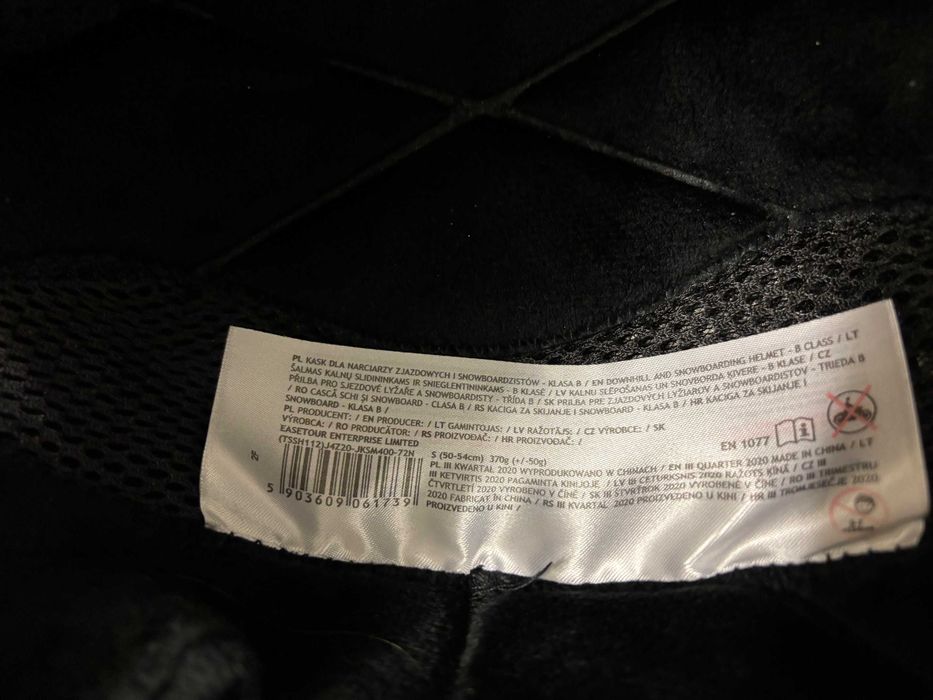 PL KASK DLA NARCIARZY ZJAZDOWYCH I SNOWBOARDZISTÓW - KLASA B / EN DOWNHILL AND SNOWBOARDING HELMET - B CLASS / LT
ŠALMAS KALNŲ SLIDININKAMS IR SNIEGLENTININKAMS - B KLASĖ / LV KALNU SLĒPOŠANAS UN SNOVBORDA ĶIVERE - B KLASE / CZ
PŘILBA PRO SJEZDOVÉ LYŽAŘE A SNOWBOARDISTY - TŘÍDA B / SK PRILBA PRE ZJAZDOVÝCH LYŽIAROV A SNOWBOARDISTOV - TRIEDA B
/ RO CASCĂ SCHI ȘI SNOWBOARD - CLASA B / RS KACIGA ZA SKIJANJE I SNOWBOARD - KLASA B / HR KACIGA ZA SKIJANJE I
SNOWBOARD - KLASA B /
PL PRODUCENT: / EN PRODUCER: / LT GAMINTOJAS: / LV RAŽOTĀJS: / CZ VÝROBCE: / SK
VÝROBCA: / RO PRODUCĂTOR: / RS PROIZVOĐAČ: / HR PROIZVOĐAČ: /
EASETOUR ENTERPRISE LIMITED
(TSSH112)J4Z20-JKSM400-72N
EN 1077
S (50-54cm) 370g (+/-50g)
PL III KWARTAŁ 2020 WYPRODUKOWANO W CHINACH / EN III QUARTER 2020 MADE IN CHINA / LT
III KETVIRTIS 2020 PAGAMINTA KINIJOJE / LV III CETURKSNIS 2020 RAŽOTS ĶĪNĀ / CZ III
ČTVRTLETÍ 2020 VYROBENO V ČÍNĚ / SK III ŠTVRŤROK 2020 VYROBENÉ V ČÍNE / RO III TRIMESTRU
2020 FABRICAT ÎN CHINA / RS III KVARTAL 2020 PROIZVEDENO U KINI / HR III TROMJESEČJE 2020
PROIZVEDENO U KINI /
5 903609 061739